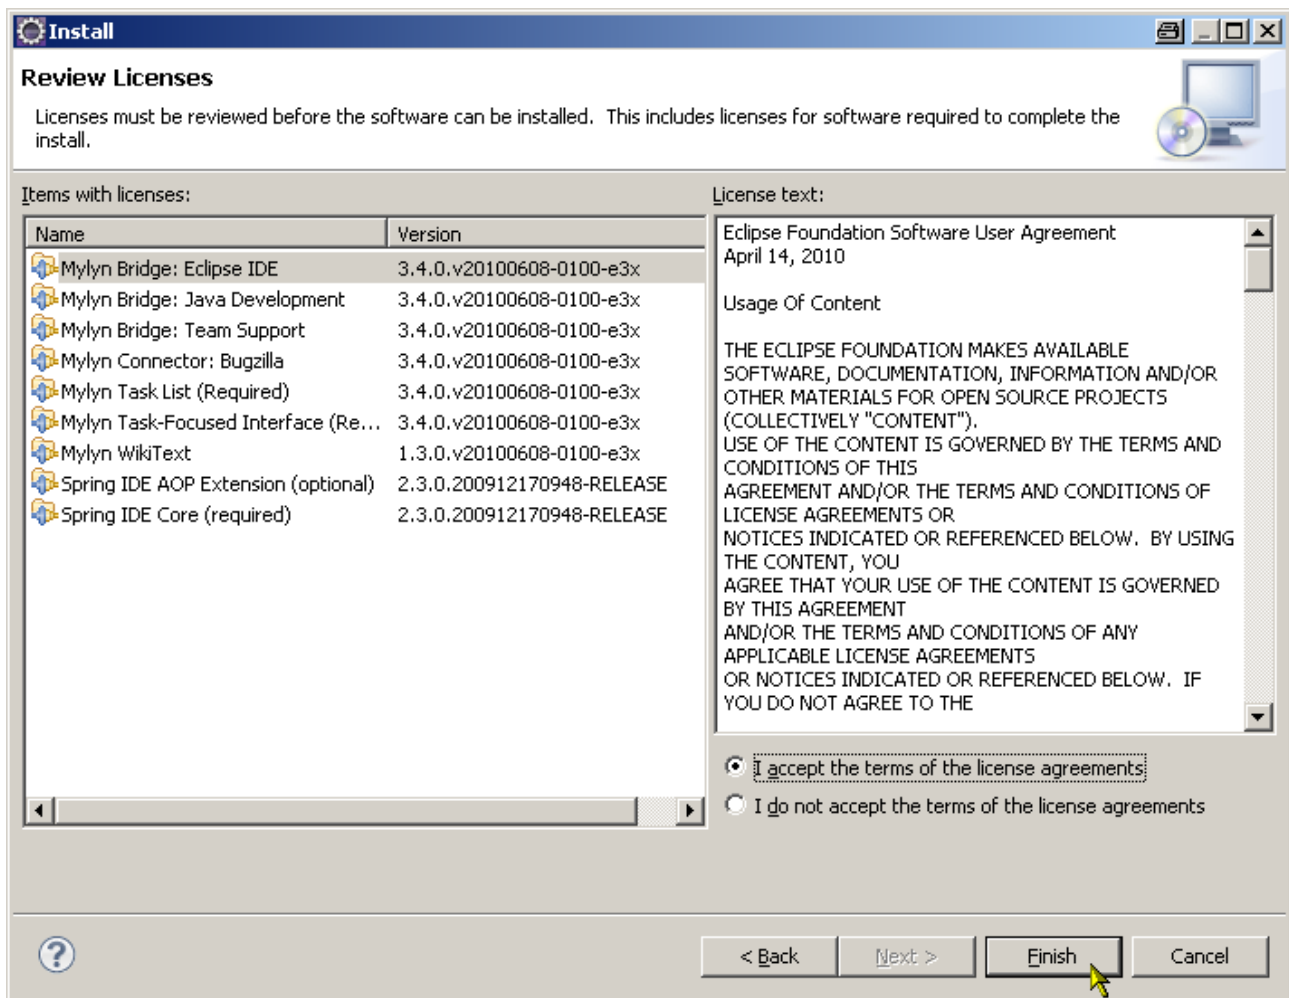 Install
Review Licenses
Licenses must be reviewed before the software can be installed.  This includes licenses for software required to complete the
install.
Items with licenses:
Name Version
Mylyn Bridge: Eclipse IDE 3.4.0.v20100608-0100-e3x
Mylyn Bridge: Java Development 3.4.0.v20100608-0100-e3x
Mylyn Bridge: Team Support 3.4.0.v20100608-0100-e3x
Mylyn Connector: Bugzilla 3.4.0.v20100608-0100-e3x
Mylyn Task List (Required) 3.4.0.v20100608-0100-e3x
Mylyn Task-Focused Interface (Re... 3.4.0.v20100608-0100-e3x
Mylyn WikiText 1.3.0.v20100608-0100-e3x
Spring IDE AOP Extension (optional) 2.3.0.200912170948-RELEASE
Spring IDE Core (required) 2.3.0.200912170948-RELEASE
License text:
Eclipse Foundation Software User Agreement
April 14, 2010
Usage Of Content
THE ECLIPSE FOUNDATION MAKES AVAILABLE
SOFTWARE, DOCUMENTATION, INFORMATION AND/OR
OTHER MATERIALS FOR OPEN SOURCE PROJECTS
(COLLECTIVELY "CONTENT").
USE OF THE CONTENT IS GOVERNED BY THE TERMS AND
CONDITIONS OF THIS
AGREEMENT AND/OR THE TERMS AND CONDITIONS OF
LICENSE AGREEMENTS OR
NOTICES INDICATED OR REFERENCED BELOW.  BY USING
THE CONTENT, YOU
AGREE THAT YOUR USE OF THE CONTENT IS GOVERNED
BY THIS AGREEMENT
AND/OR THE TERMS AND CONDITIONS OF ANY
APPLICABLE LICENSE AGREEMENTS
OR NOTICES INDICATED OR REFERENCED BELOW.  IF
YOU DO NOT AGREE TO THE
I accept the terms of the license agreements
I do not accept the terms of the license agreements
? < Back Next > Finish Cancel